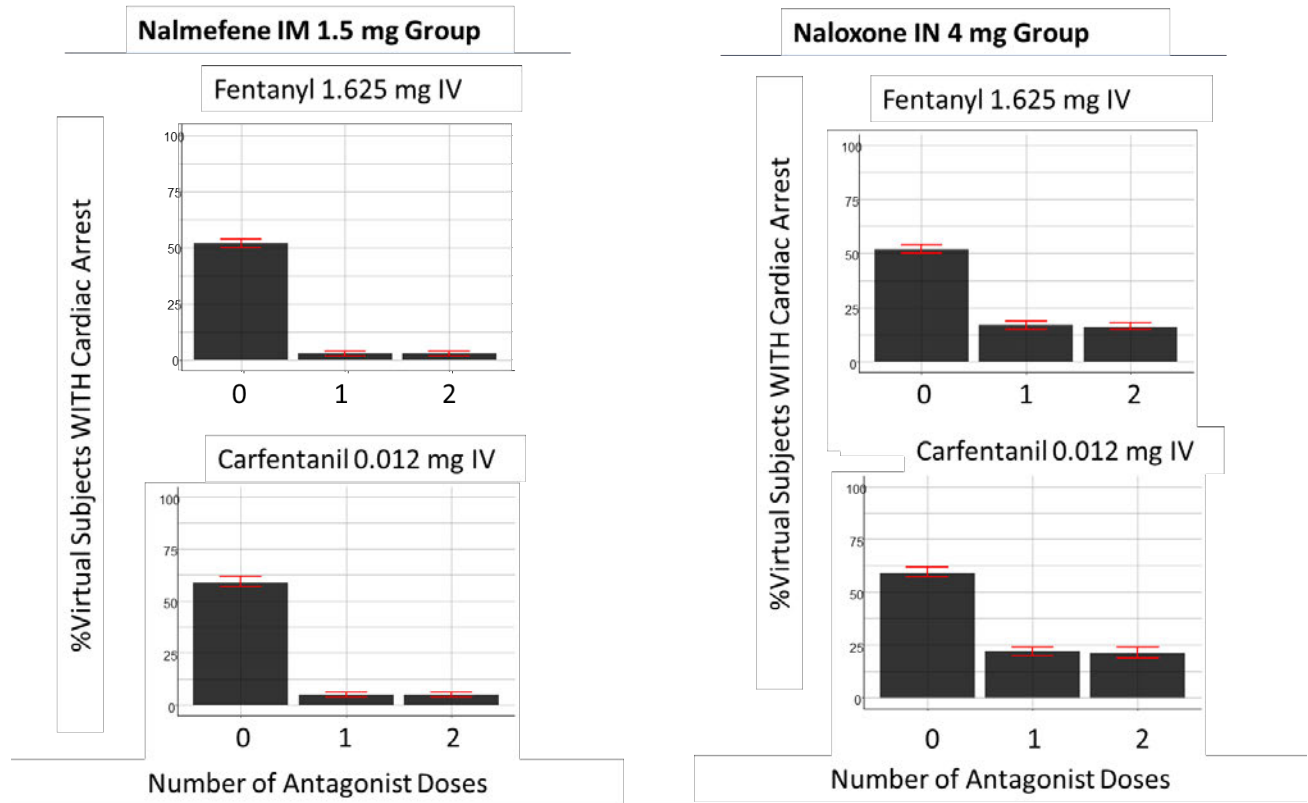 Nalmefene IM 1.5 mg Group
Fentanyl 1.625 mg IV
%Virtual Subjects WITH Cardiac Arrest
100
75
50
25
0
0 1 2
Carfentanil 0.012 mg IV
100
75
50
25
0
0 1 2
Number of Antagonist Doses
Naloxone IN 4 mg Group
Fentanyl 1.625 mg IV
%Virtual Subjects WITH Cardiac Arrest
100
75
50
25
0
0 1 2
Carfentanil 0.012 mg IV
100
75
50
25
0
0 1 2
Number of Antagonist Doses